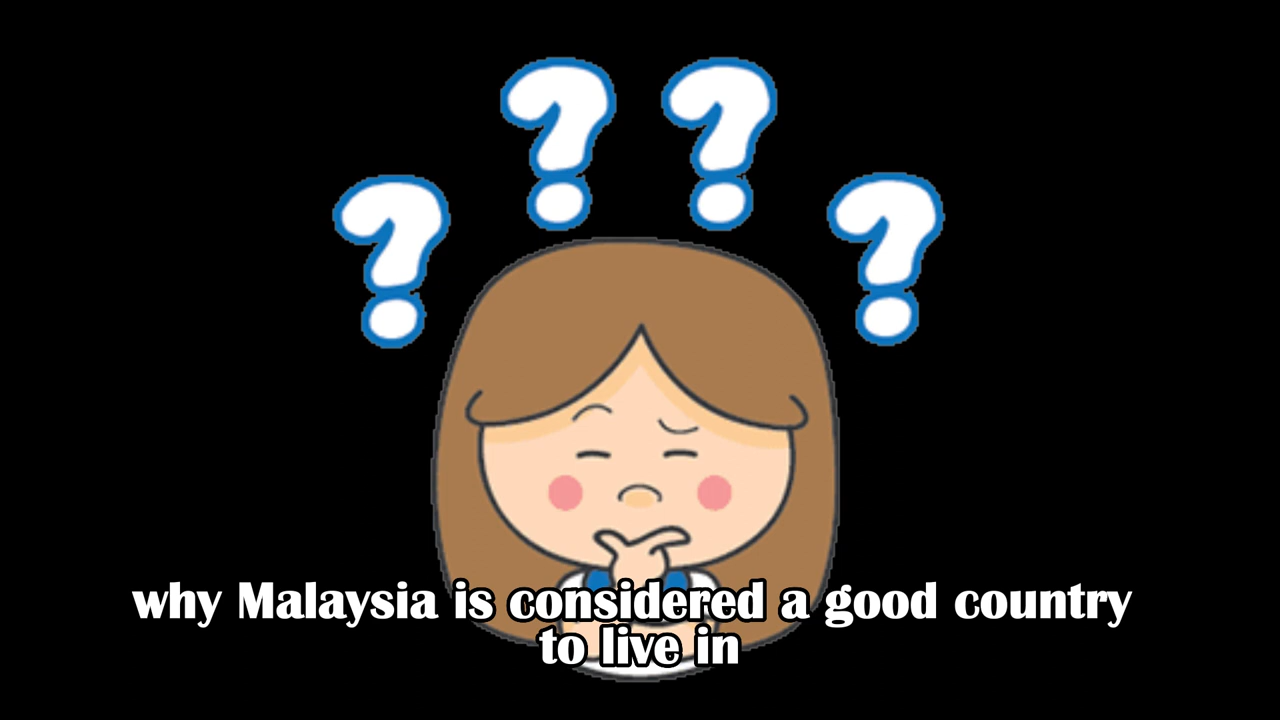 ? ? ? ?
why Malaysia is considered a good country
to live in